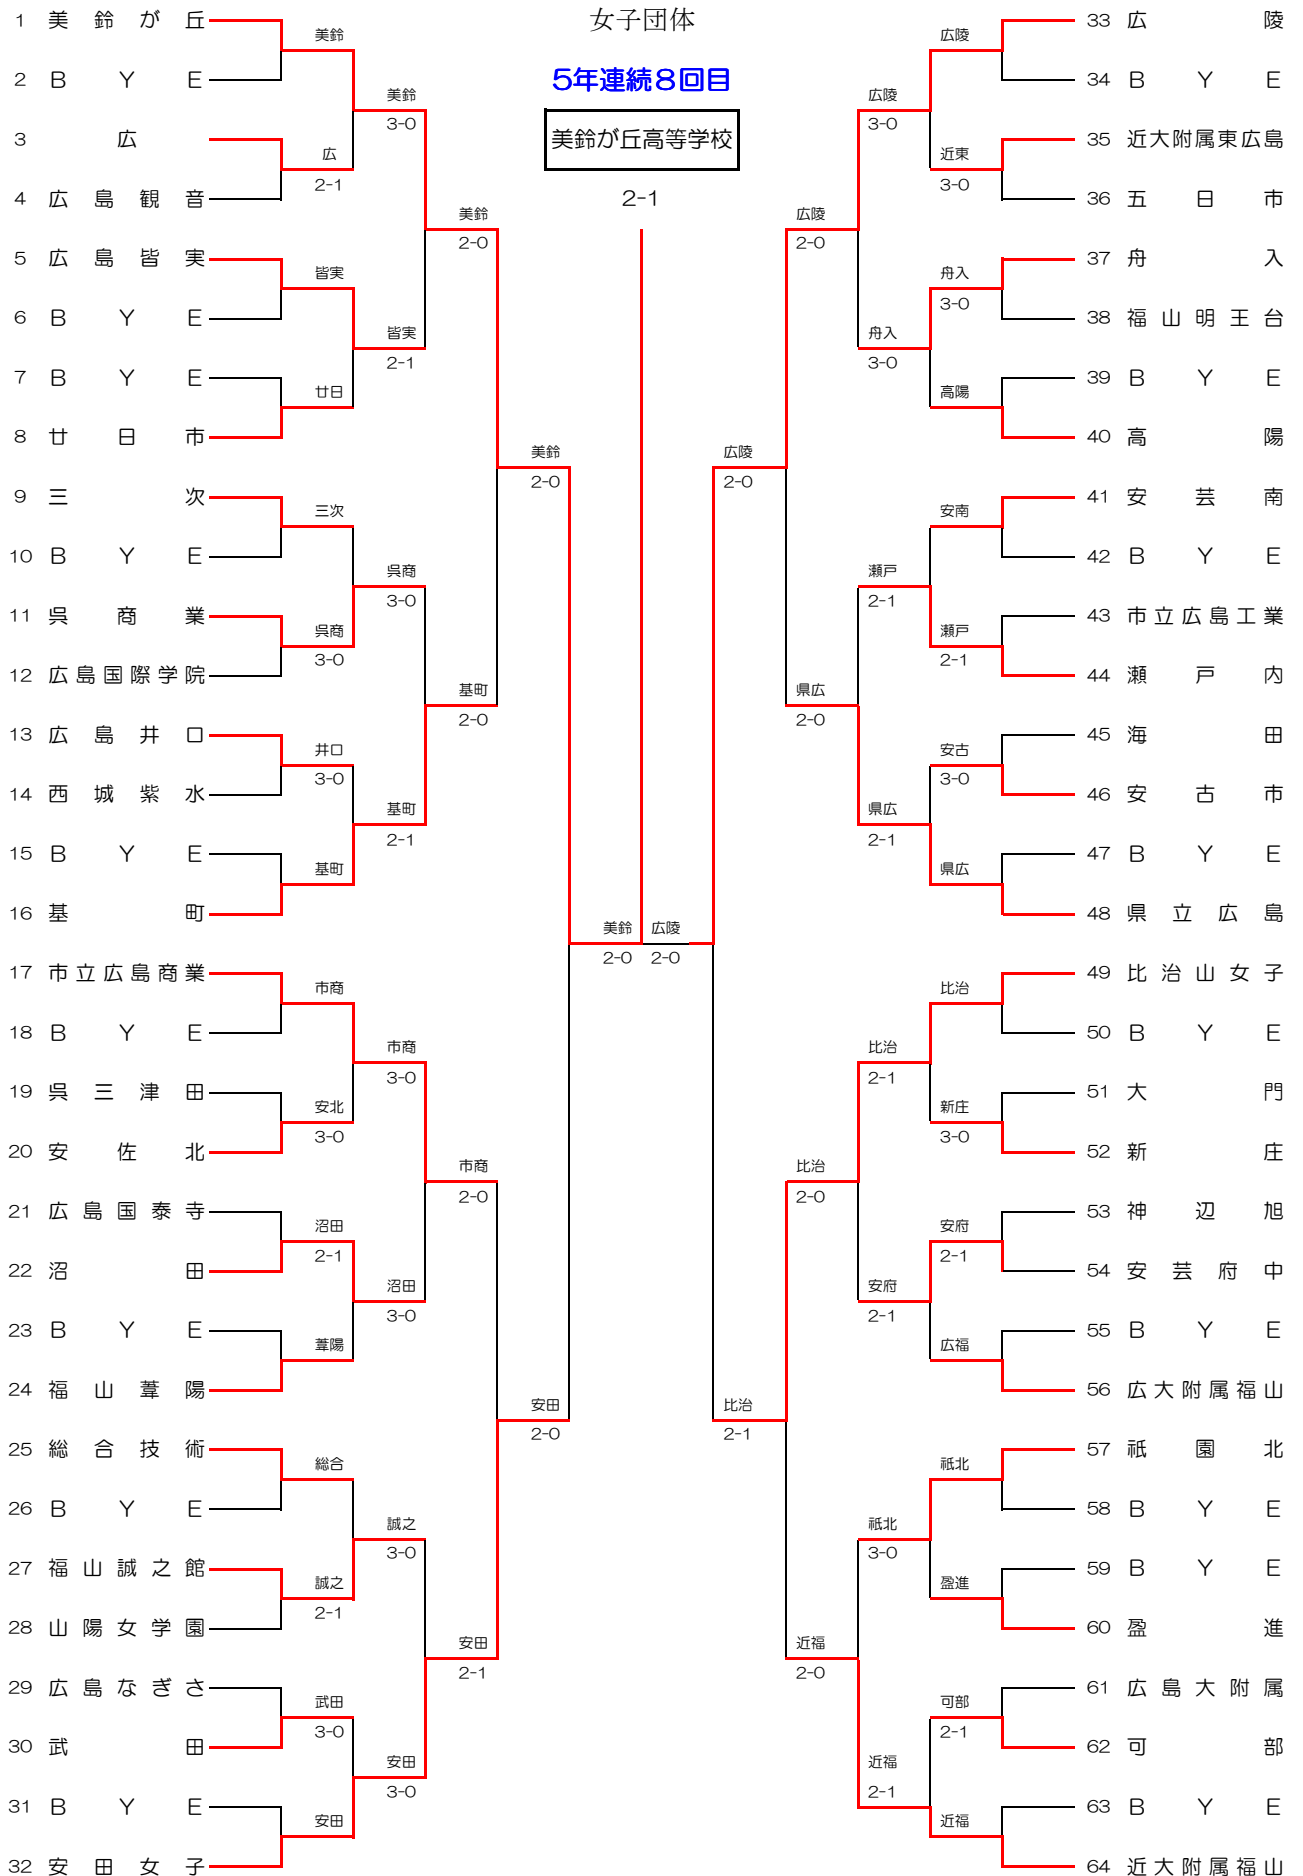 女子団体
5年連続8回目
美鈴が丘高等学校
2-1
1 美鈴が丘
2 BYE
3 広
4 広島観音
5 広島皆実
6 BYE
7 BYE
8 廿日市
9 三次
10 BYE
11 呉商業
12 広島国際学院
13 広島井口
14 西城紫水
15 BYE
16 基町
17 市立広島商業
18 BYE
19 呉三津田
20 安佐北
21 広島国泰寺
22 沼田
23 BYE
24 福山葦陽
25 総合技術
26 BYE
27 福山誠之館
28 山陽女学園
29 広島なぎさ
30 武田
31 BYE
32 安田女子
美鈴
広
2-1
皆実
廿日
三次
呉商
3-0
井口
3-0
基町
市商
安北
3-0
沼田
2-1
葦陽
総合
誠之
2-1
武田
3-0
安田
美鈴
3-0
皆実
2-1
呉商
3-0
基町
2-1
市商
3-0
沼田
3-0
誠之
3-0
安田
3-0
美鈴
2-0
基町
2-0
市商
2-0
安田
2-1
美鈴
2-0
安田
2-0
美鈴
2-0
広陵
2-0
広陵
2-0
比治
2-1
広陵
2-0
県広
2-0
比治
2-0
近福
2-0
広陵
3-0
舟入
3-0
瀬戸
2-1
県広
2-1
比治
2-1
安府
2-1
祇北
3-0
近福
2-1
広陵
近東
3-0
舟入
3-0
高陽
安南
瀬戸
2-1
安古
3-0
県広
比治
新庄
3-0
安府
2-1
広福
祇北
盈進
可部
2-1
近福
33 広陵
34 BYE
35 近大附属東広島
36 五日市
37 舟入
38 福山明王台
39 BYE
40 高陽
41 安芸南
42 BYE
43 市立広島工業
44 瀬戸内
45 海田
46 安古市
47 BYE
48 県立広島
49 比治山女子
50 BYE
51 大門
52 新庄
53 神辺旭
54 安芸府中
55 BYE
56 広大附属福山
57 祇園北
58 BYE
59 BYE
60 盈進
61 広島大附属
62 可部
63 BYE
64 近大附属福山